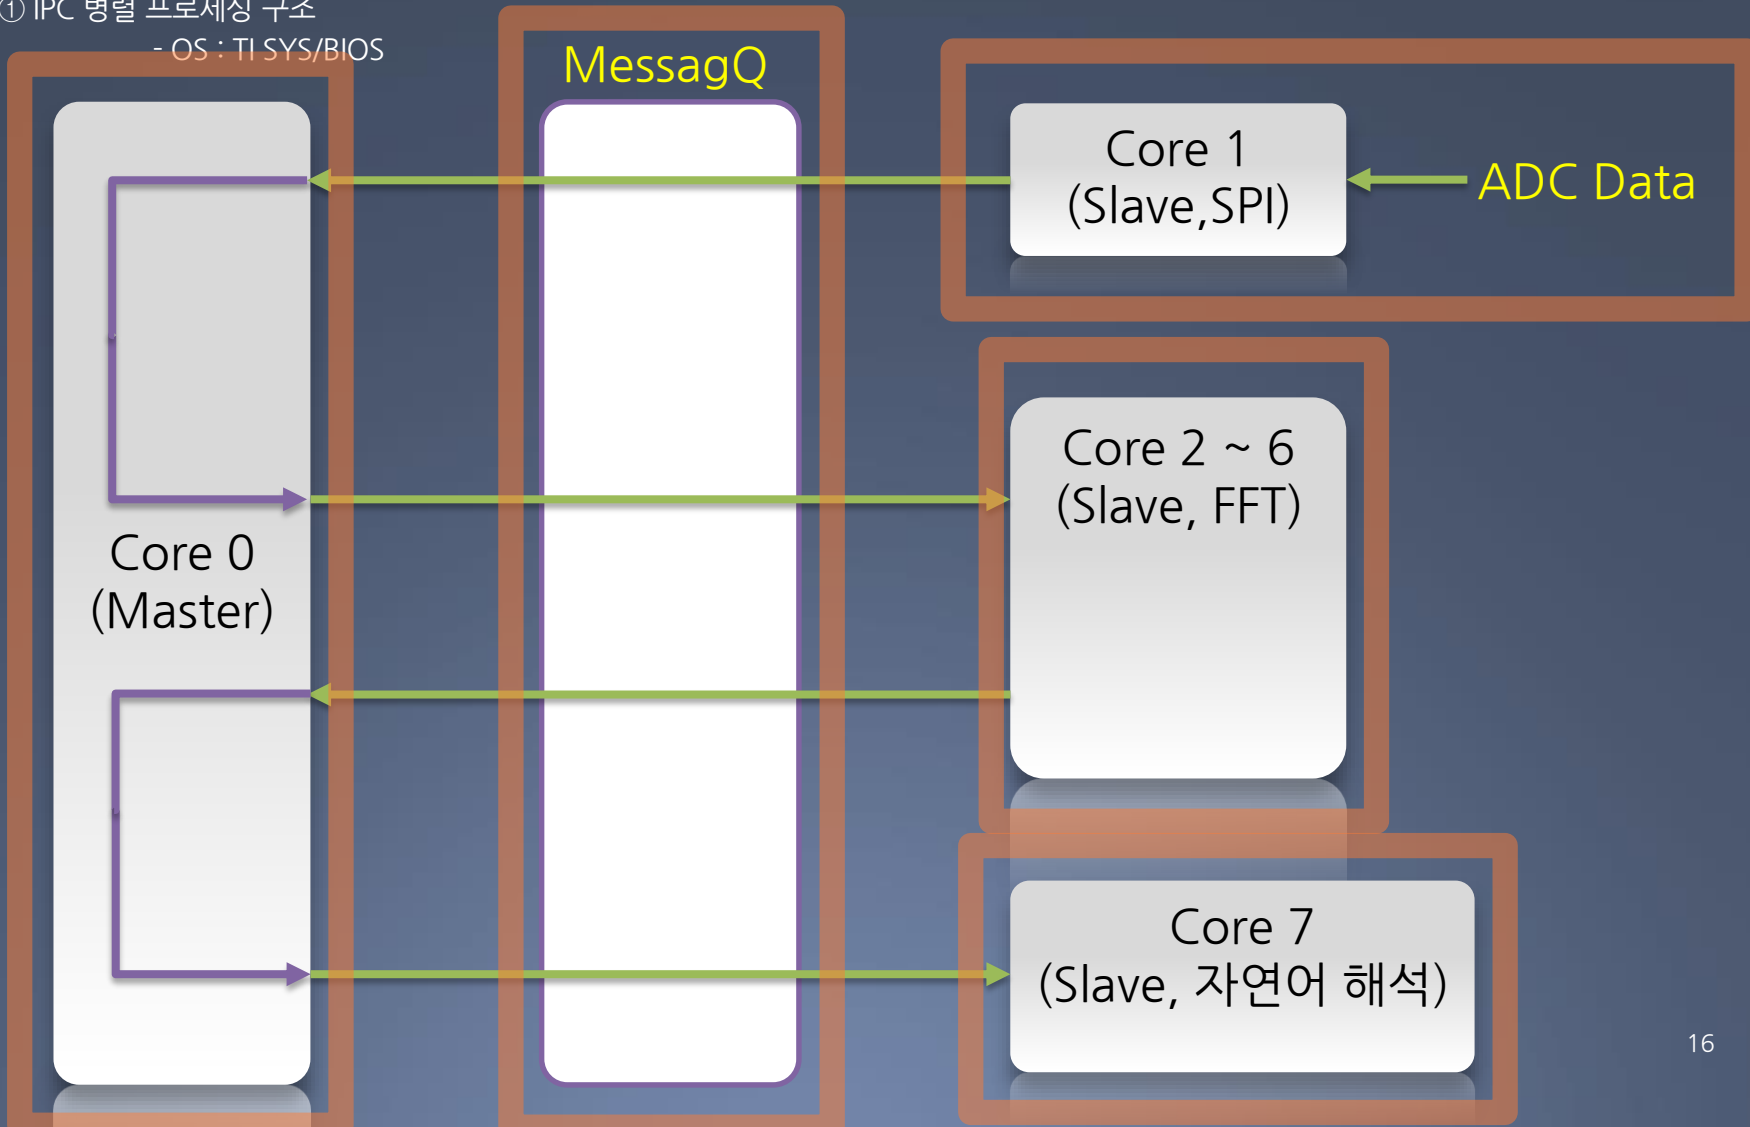 ① IPC 병렬 프로세싱 구조
- OS : TI SYS/BIOS
MessagQ
Core 1
(Slave,SPI)
ADC Data
Core 2 ~ 6
(Slave, FFT)
Core 0
(Master)
Core 7
(Slave, 자연어 해석)
16